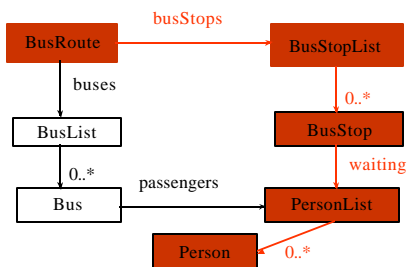 busStops
BusRoute
BusStopList
buses
0..*
BusList
BusStop
0..*
waiting
passengers
Bus
PersonList
Person
0..*